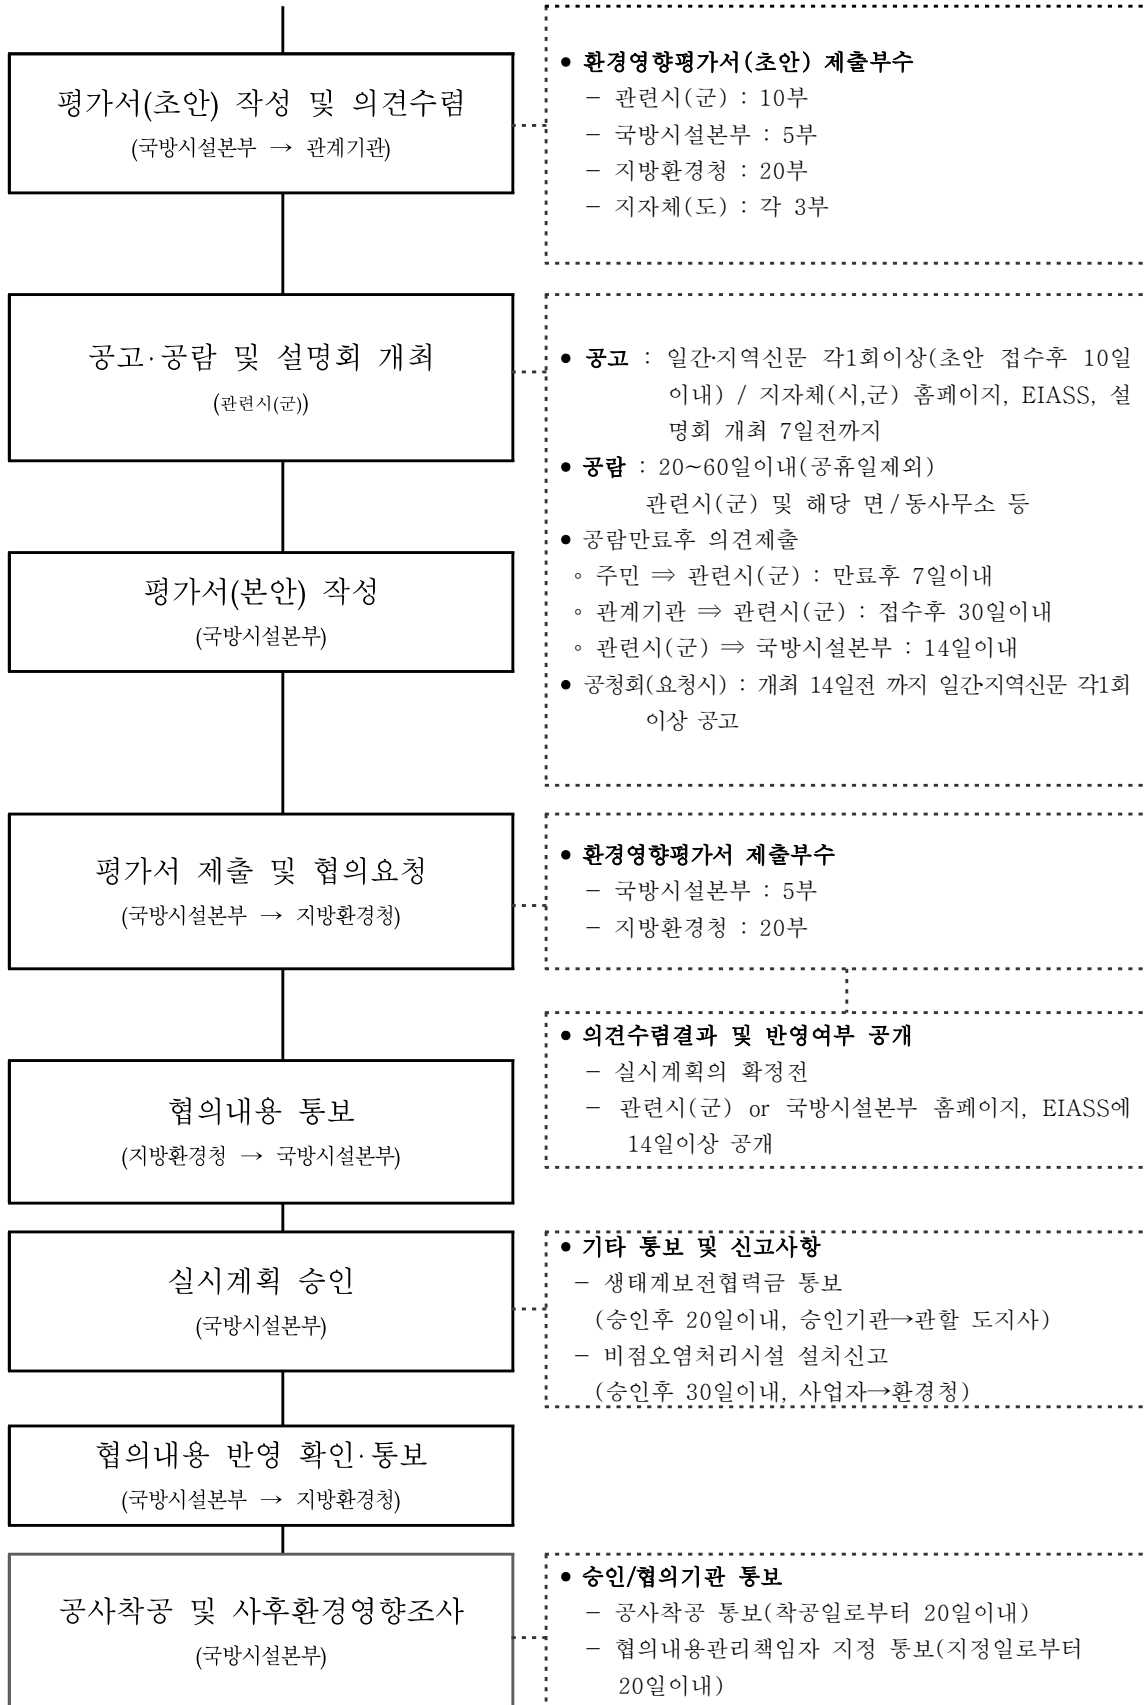 평가서(초안) 작성 및 의견수렴
(국방시설본부 → 관계기관)
● 환경영향평가서(초안) 제출부수
− 관련시(군) : 10부
− 국방시설본부 : 5부
− 지방환경청 : 20부
− 지자체(도) : 각 3부
공고·공람 및 설명회 개최
(관련시(군))
● 공고 : 일간·지역신문 각1회이상(초안 접수후 10일
이내) / 지자체(시,군) 홈페이지, EIASS, 설
명회 개최 7일전까지
● 공람 : 20~60일이내(공휴일제외)
관련시(군) 및 해당 면/동사무소 등
● 공람만료후 의견제출
◦ 주민 ⇒ 관련시(군) : 만료후 7일이내
◦ 관계기관 ⇒ 관련시(군) : 접수후 30일이내
◦ 관련시(군) ⇒ 국방시설본부 : 14일이내
● 공청회(요청시) : 개최 14일전 까지 일간·지역신문 각1회
이상 공고
평가서(본안) 작성
(국방시설본부)
평가서 제출 및 협의요청
(국방시설본부 → 지방환경청)
● 환경영향평가서 제출부수
− 국방시설본부 : 5부
− 지방환경청 : 20부
● 의견수렴결과 및 반영여부 공개
− 실시계획의 확정전
− 관련시(군) or 국방시설본부 홈페이지, EIASS에
14일이상 공개
협의내용 통보
(지방환경청 → 국방시설본부)
실시계획 승인
(국방시설본부)
● 기타 통보 및 신고사항
− 생태계보전협력금 통보
(승인후 20일이내, 승인기관→관할 도지사)
− 비점오염처리시설 설치신고
(승인후 30일이내, 사업자→환경청)
협의내용 반영 확인·통보
(국방시설본부 → 지방환경청)
공사착공 및 사후환경영향조사
(국방시설본부)
● 승인/협의기관 통보
− 공사착공 통보(착공일로부터 20일이내)
− 협의내용관리책임자 지정 통보(지정일로부터
20일이내)